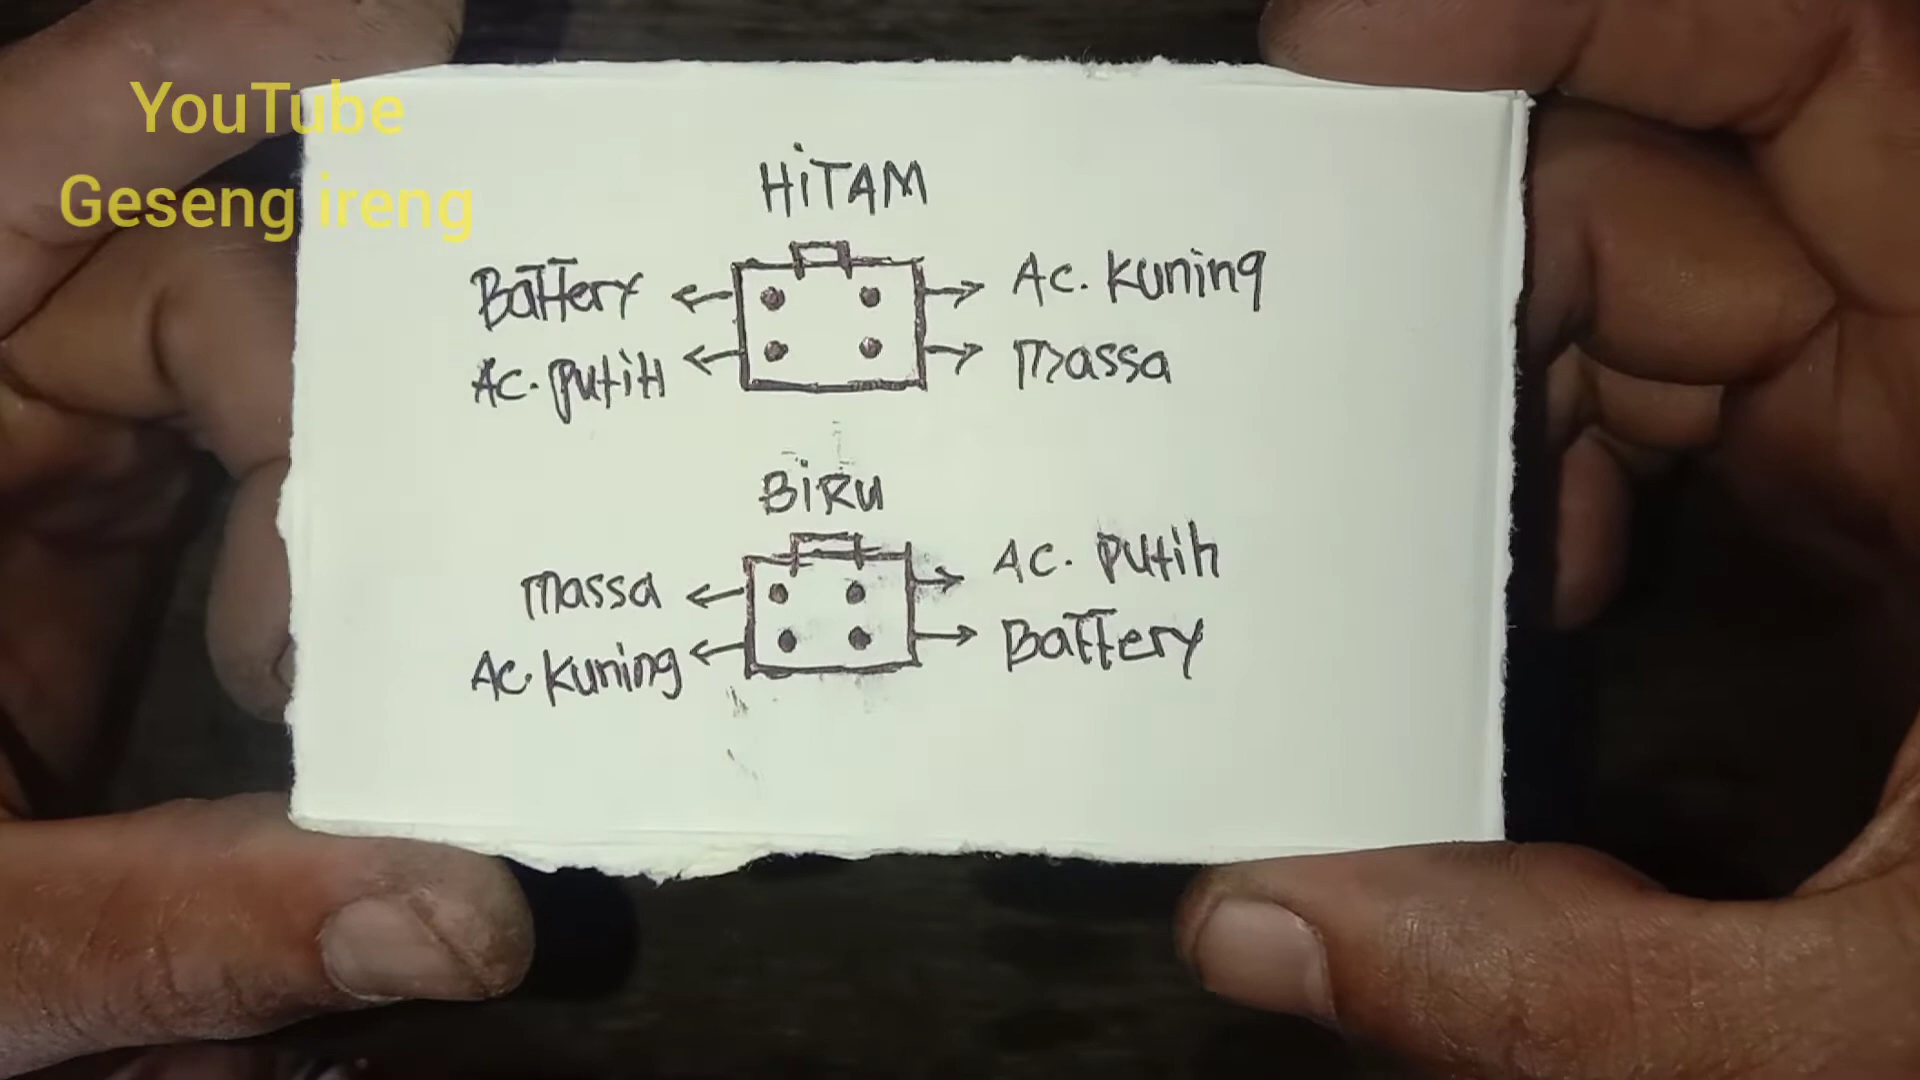 YouTube
Geseng ireng
HiTAM
Battery
Ac. Kuning
Ac. putih
massa
BiRU
massa
Ac. putih
Ac. Kuning
Battery